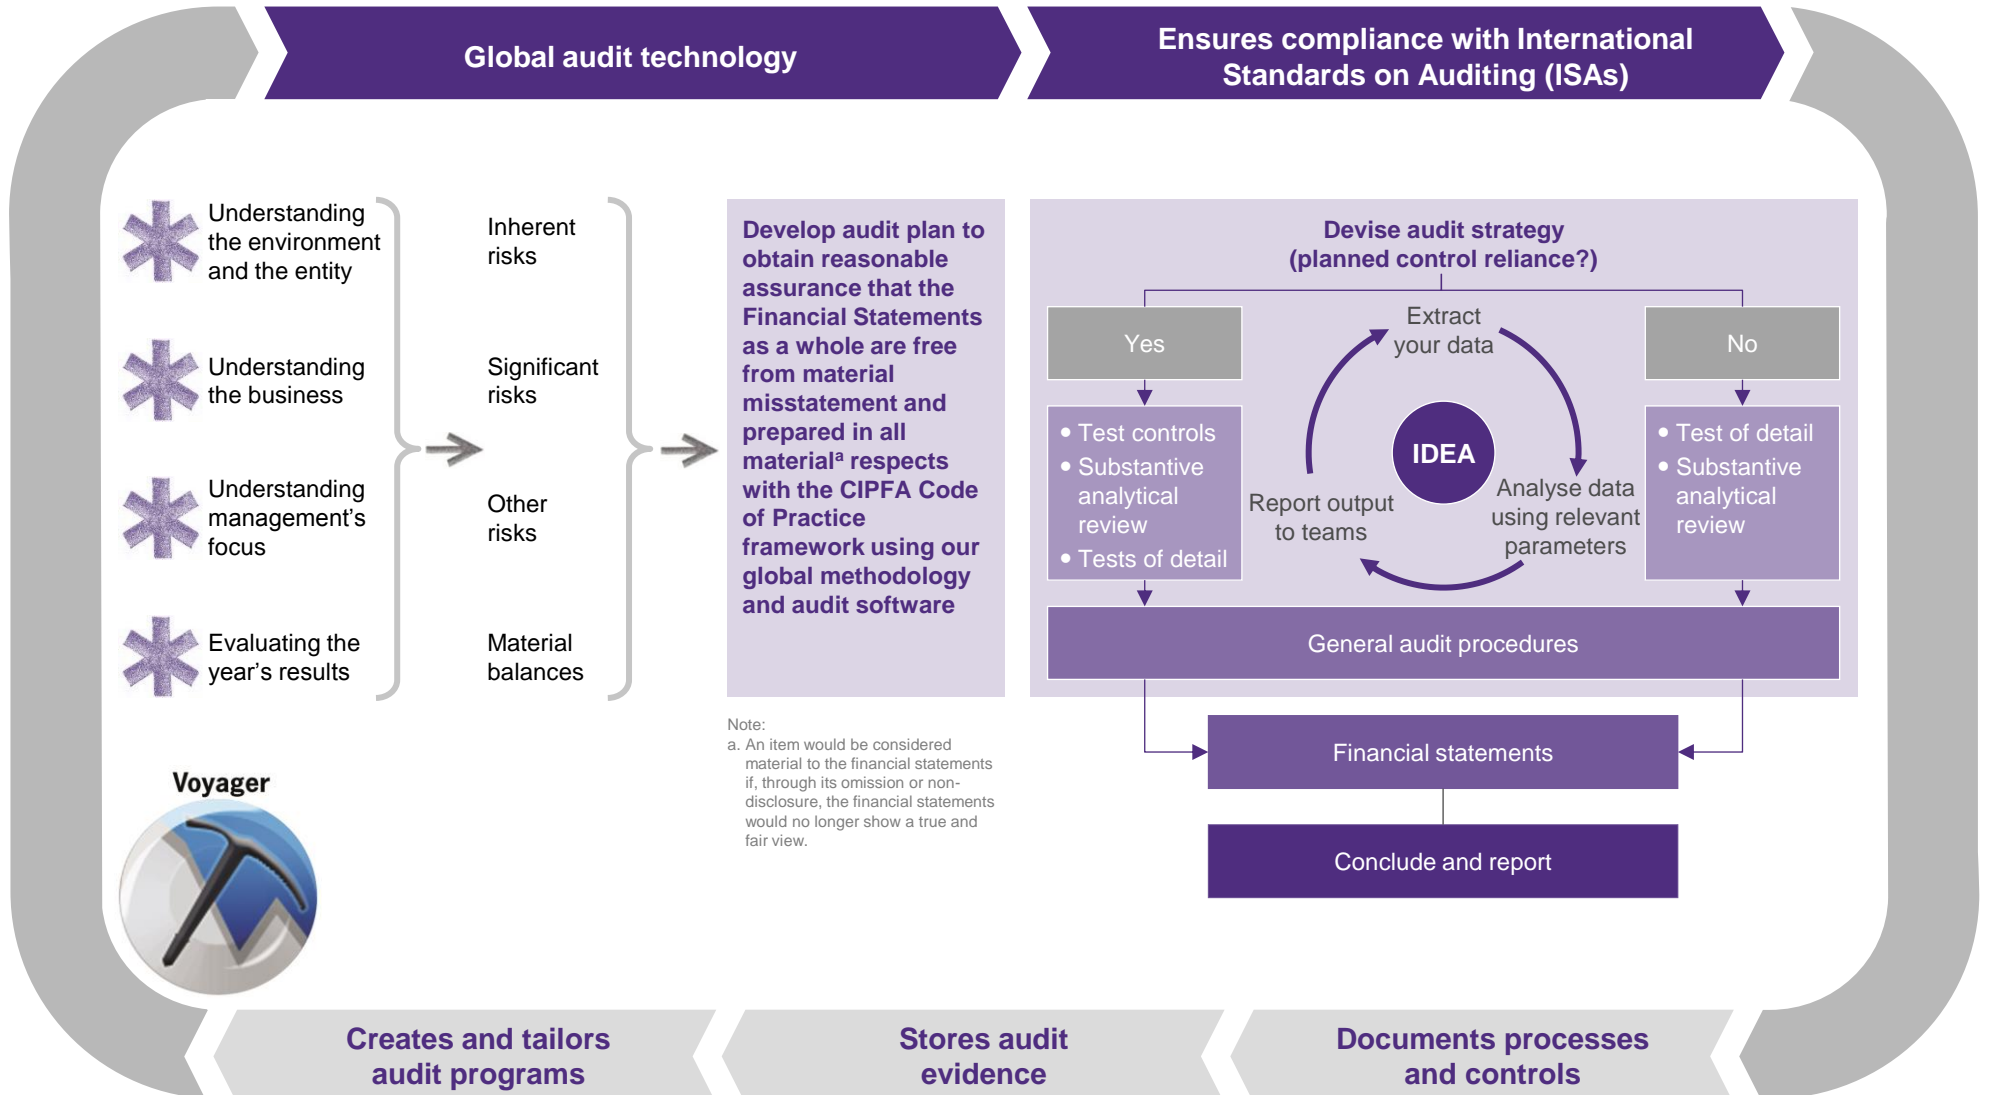 Global audit technology
Ensures compliance with International
Standards on Auditing (ISAs)
Understanding
the environment
and the entity
Understanding
the business
Understanding
management's
focus
Evaluating the
year's results
Inherent
risks
Significant
risks
Other
risks
Material
balances
Develop audit plan to
obtain reasonable
assurance that the
Financial Statements
as a whole are free
from material
misstatement and
prepared in all
materialᵃ respects
with the CIPFA Code
of Practice
framework using our
global methodology
and audit software
Note:
a. An item would be considered
material to the financial statements
if, through its omission or non-
disclosure, the financial statements
would no longer show a true and
fair view.
Devise audit strategy
(planned control reliance?)
Yes
• Test controls
• Substantive
analytical
review
• Tests of detail
Extract
your data
IDEA
Analyse data
using relevant
parameters
Report output
to teams
No
• Test of detail
• Substantive
analytical
review
General audit procedures
Financial statements
Conclude and report
Voyager
Creates and tailors
audit programs
Stores audit
evidence
Documents processes
and controls